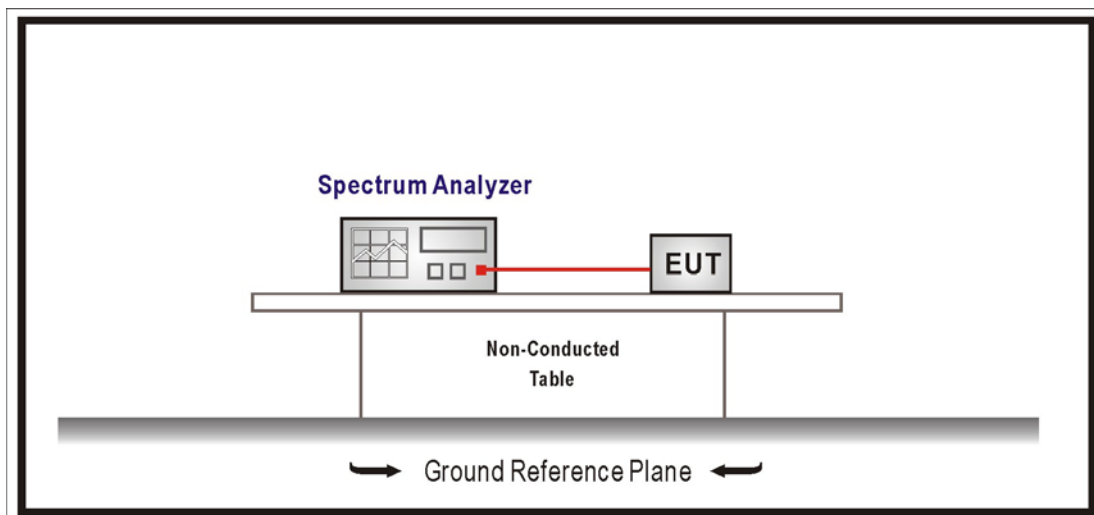 Spectrum Analyzer
EUT
Non-Conducted
Table
Ground Reference Plane